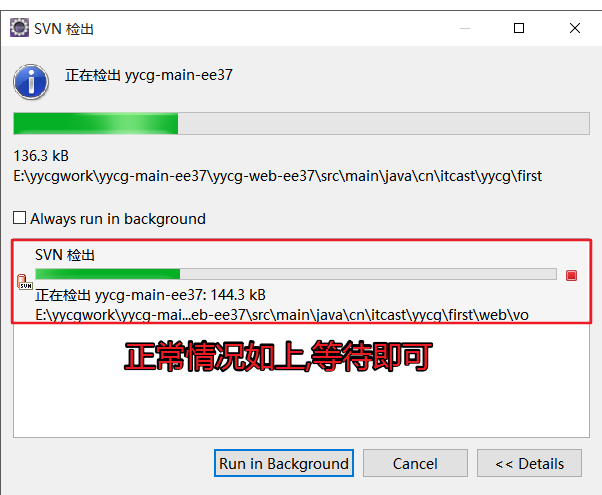 SVN 检出
正在检出 yycg-main-ee37
136.3 kB
E:\yycgwork\yycg-main-ee37\yycg-web-ee37\src\main\java\cn\itcast\yycg\first
Always run in background
SVN 检出
SVN
正在检出 yycg-main-ee37: 144.3 kB
E:\yycgwork\yycg-mai...eb-ee37\src\main\java\cn\itcast\yycg\first\web\vo
正常情况如上,等待即可
Run in Background Cancel << Details